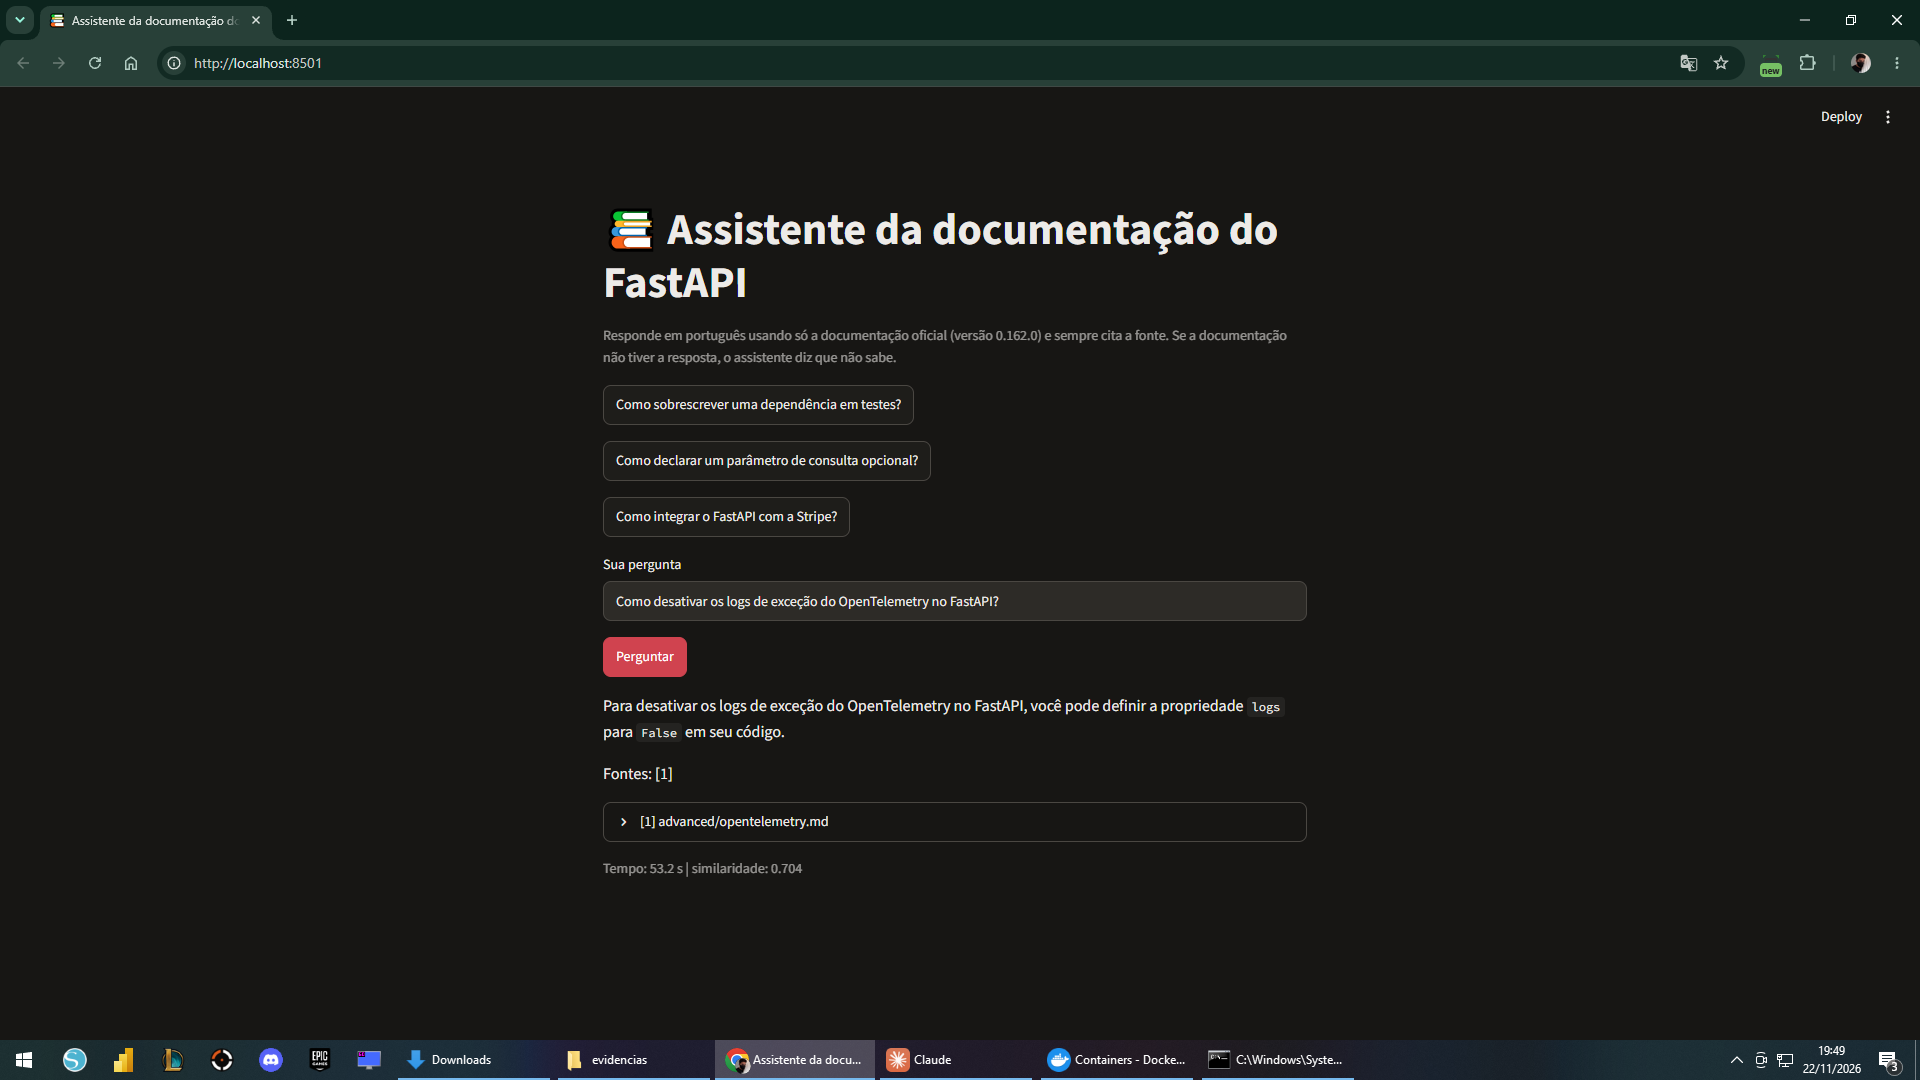 Assistente da documentação do
http://localhost:8501
new
Deploy
Assistente da documentação do
FastAPI
Responde em português usando só a documentação oficial (versão 0.162.0) e sempre cita a fonte. Se a documentação
não tiver a resposta, o assistente diz que não sabe.
Como sobrescrever uma dependência em testes?
Como declarar um parâmetro de consulta opcional?
Como integrar o FastAPI com a Stripe?
Sua pergunta
Como desativar os logs de exceção do OpenTelemetry no FastAPI?
Perguntar
Para desativar os logs de exceção do OpenTelemetry no FastAPI, você pode definir a propriedade logs
para False em seu código.
Fontes: [1]
[1] advanced/opentelemetry.md
Tempo: 53.2 s | similaridade: 0.704
EPIC
GAMES
Downloads
evidencias
Assistente da docu...
Claude
Containers - Docke...
C:\Windows\Syste...
19:49
22/11/2026
3